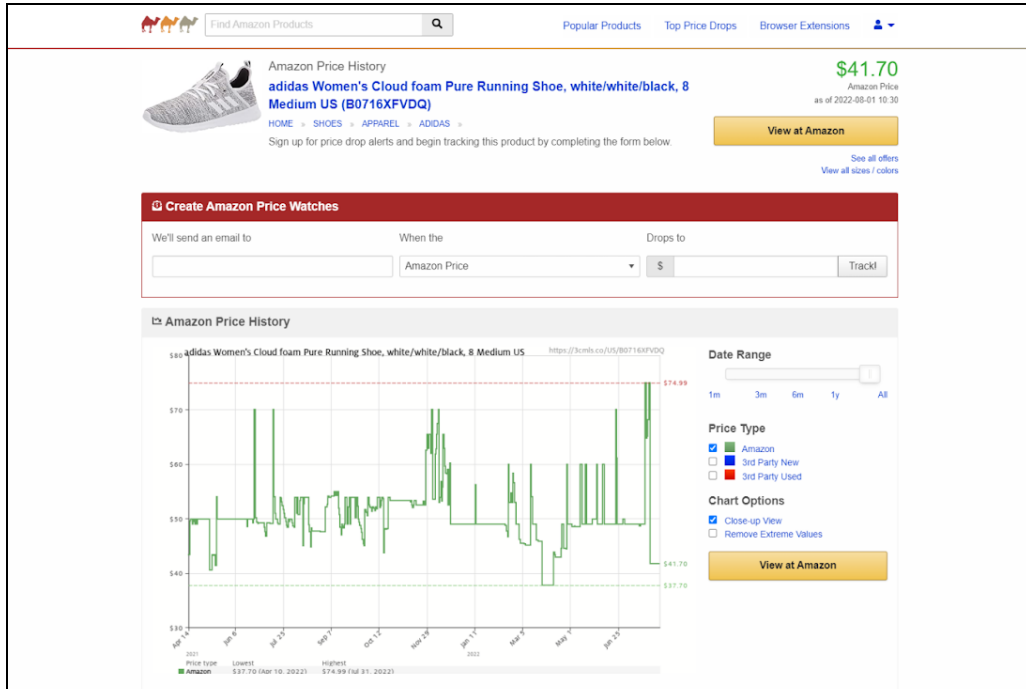 Find Amazon Products
Popular Products Top Price Drops Browser Extensions
Amazon Price History
adidas Women's Cloud foam Pure Running Shoe, white/white/black, 8
Medium US (B0716XFVDQ)
HOME » SHOES » APPAREL » ADIDAS »
Sign up for price drop alerts and begin tracking this product by completing the form below.
$41.70
Amazon Price
as of 2022-08-01 10:30
View at Amazon
See all offers
View all sizes / colors
Create Amazon Price Watches
We'll send an email to When the Drops to
Amazon Price $ Track!
Amazon Price History
adidas Women's Cloud foam Pure Running Shoe, white/white/black, 8 Medium US https://3cmls.co/US/B0716XFVDQ
$80
$74.99
$70
$60
$50
$41.70
$40
$37.70
$30
Apr 14 Jun 6 Jul 25 Sep 7 Oct 12 Nov 29 Jan 11 Mar 5 May 1 Jun 25
2021 2022
Price type Lowest Highest
Amazon $37.70 (Apr 10, 2022) $74.99 (Jul 31, 2022)
Date Range
1m 3m 6m 1y All
Price Type
Amazon
3rd Party New
3rd Party Used
Chart Options
Close-up View
Remove Extreme Values
View at Amazon